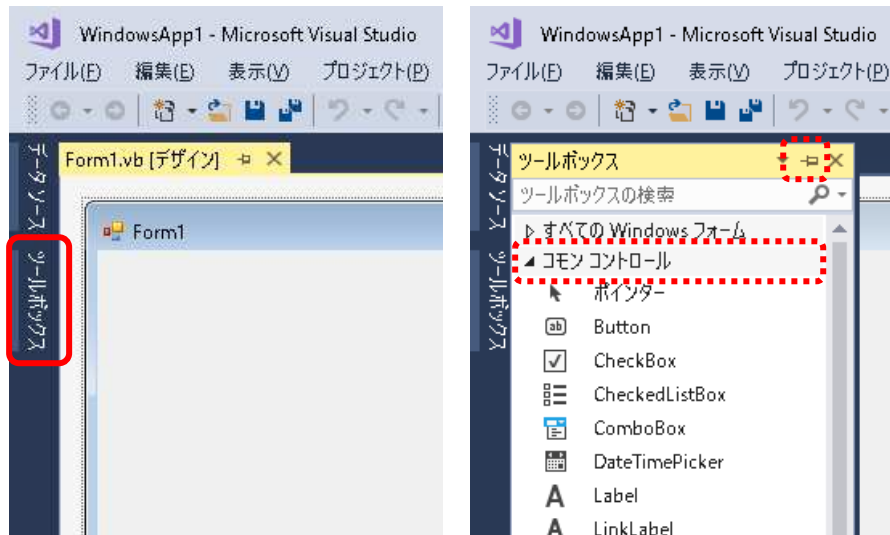 WindowsApp1 - Microsoft Visual Studio
ファイル(F) 編集(E) 表示(V) プロジェクト(P)
データ ソース
ツールボックス
Form1.vb [デザイン]
Form1
WindowsApp1 - Microsoft Visual Studio
ファイル(F) 編集(E) 表示(V) プロジェクト(P)
データ ソース
ツールボックス
ツールボックス
ツールボックスの検索
すべての Windows フォーム
コモン コントロール
ポインター
ab Button
CheckBox
CheckedListBox
ComboBox
DateTimePicker
A Label
A LinkLabel